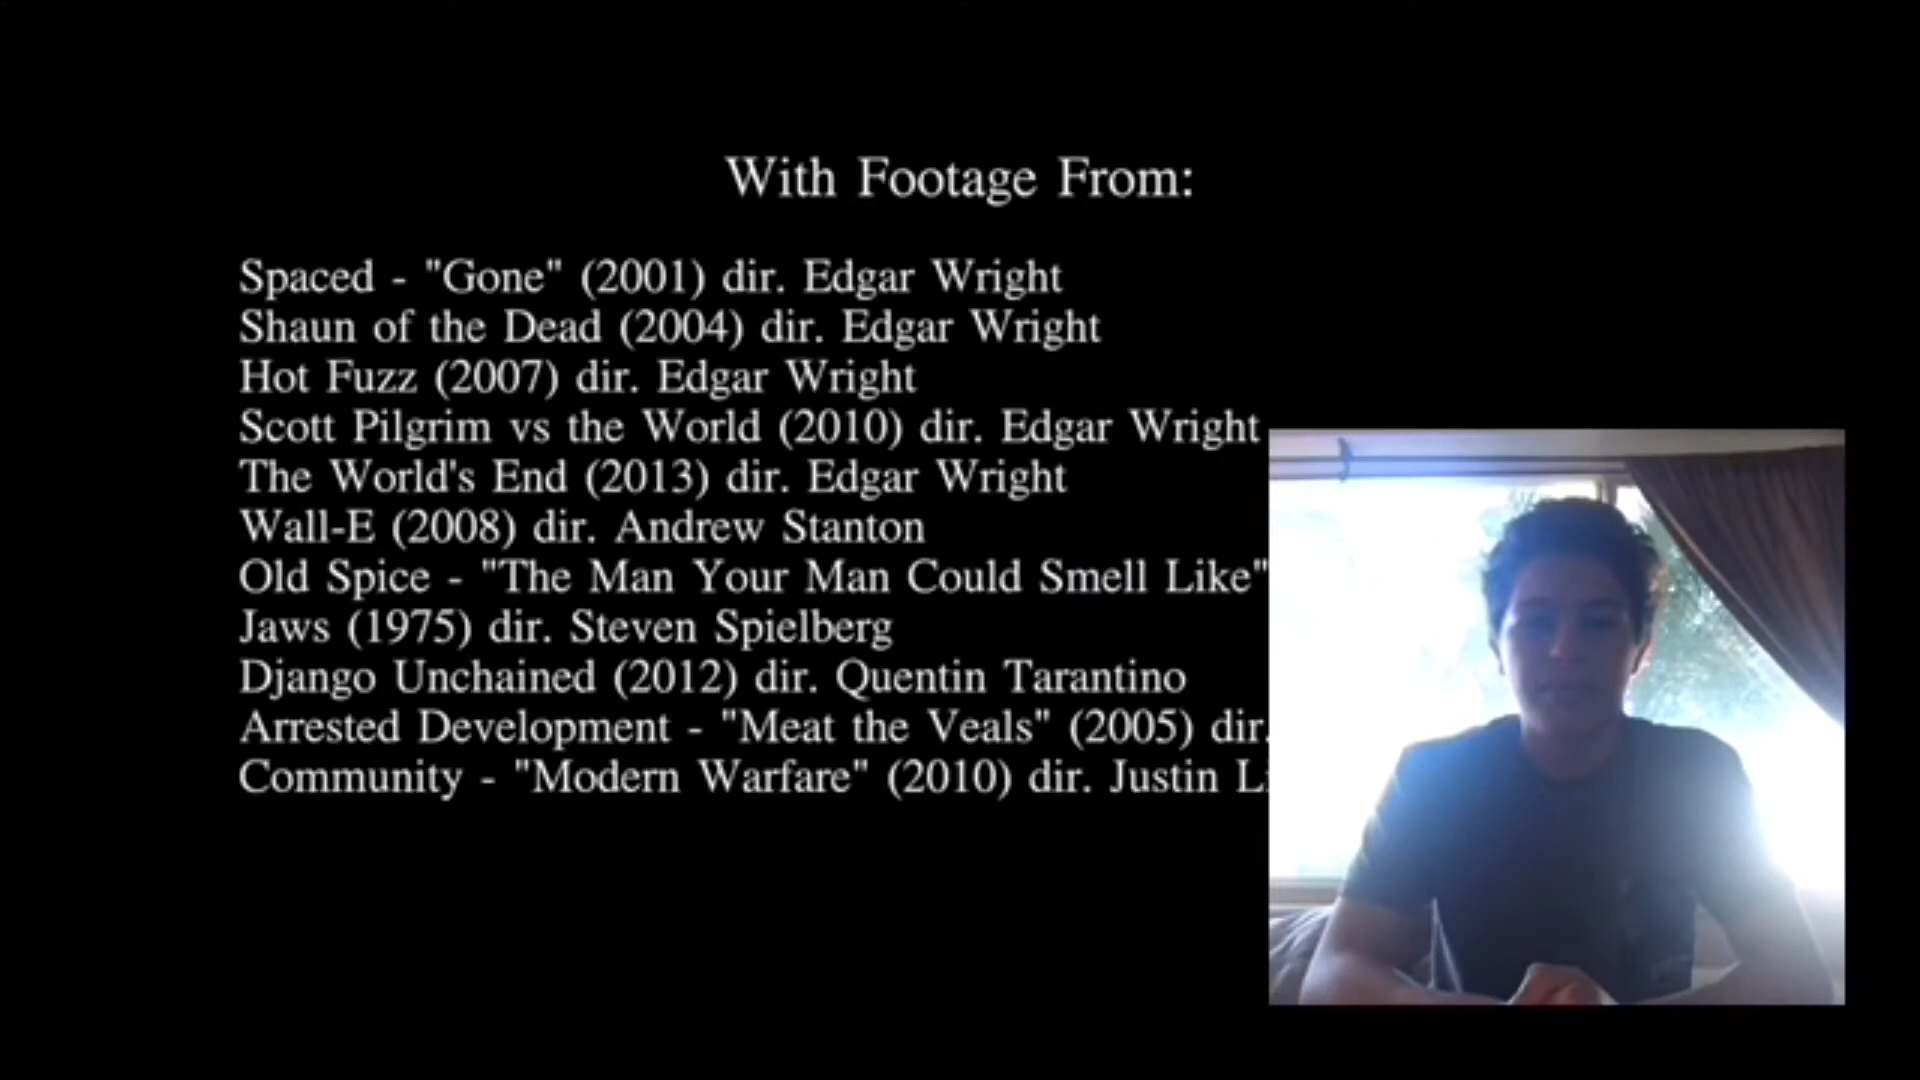 With Footage From:
Spaced - "Gone" (2001) dir. Edgar Wright
Shaun of the Dead (2004) dir. Edgar Wright
Hot Fuzz (2007) dir. Edgar Wright
Scott Pilgrim vs the World (2010) dir. Edgar Wright
The World's End (2013) dir. Edgar Wright
Wall-E (2008) dir. Andrew Stanton
Old Spice - "The Man Your Man Could Smell Like"
Jaws (1975) dir. Steven Spielberg
Django Unchained (2012) dir. Quentin Tarantino
Arrested Development - "Meat the Veals" (2005) dir.
Community - "Modern Warfare" (2010) dir. Justin